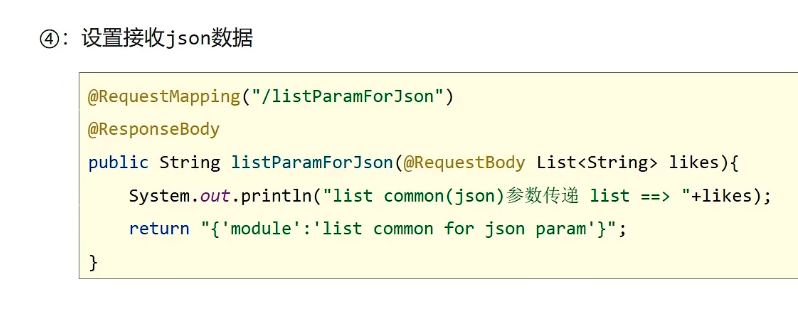 ④：设置接收json数据
@RequestMapping("/listParamForJson")
@ResponseBody
public String listParamForJson(@RequestBody List<String> likes){
    System.out.println("list common(json)参数传递 list ==> "+likes);
    return "{'module':'list common for json param'}";
}